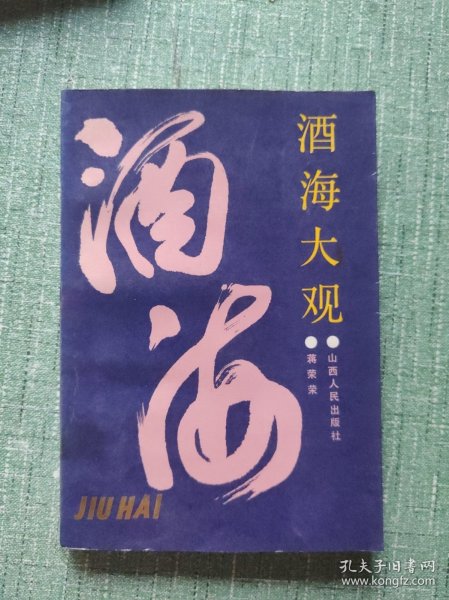 酒海大观
山西人民出版社
蒋荣荣
酒海
JIU HAI
孔夫子旧书网
www.kongfz.com